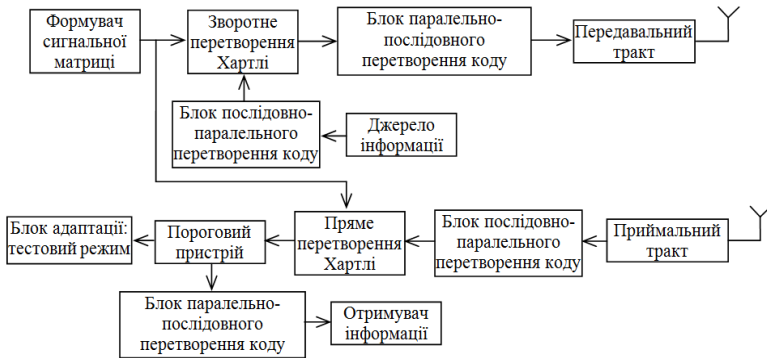 Формувач
сигнальної
матриці
Зворотне
перетворення
Хартлі
Блок паралельно-
послідовного
перетворення коду
Передавальний
тракт
Блок послідовно-
паралельного
перетворення коду
Джерело
інформації
Блок адаптації:
тестовий режим
Пороговий
пристрій
Пряме
перетворення
Хартлі
Блок послідовно-
паралельного
перетворення коду
Приймальний
тракт
Блок паралельно-
послідовного
перетворення коду
Отримувач
інформації